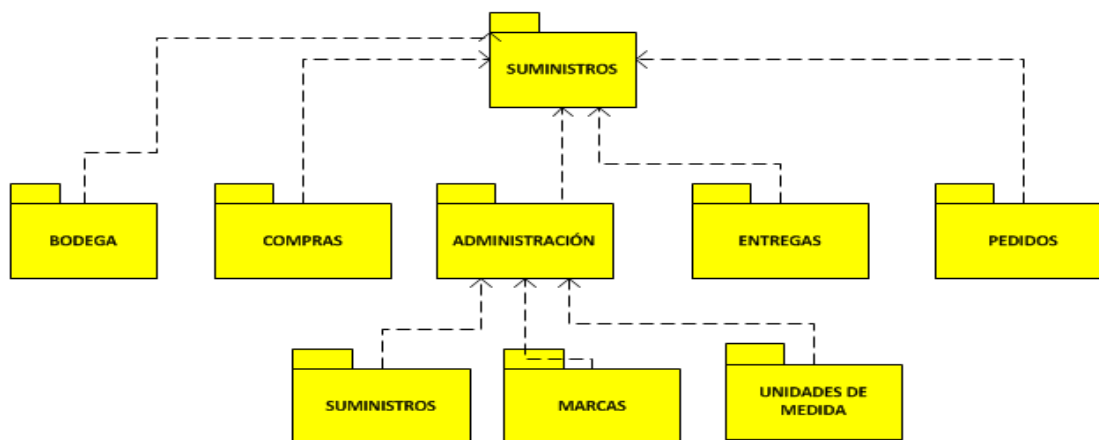 SUMINISTROS
BODEGA
COMPRAS
ADMINISTRACIÓN
ENTREGAS
PEDIDOS
SUMINISTROS
MARCAS
UNIDADES DE
MEDIDA